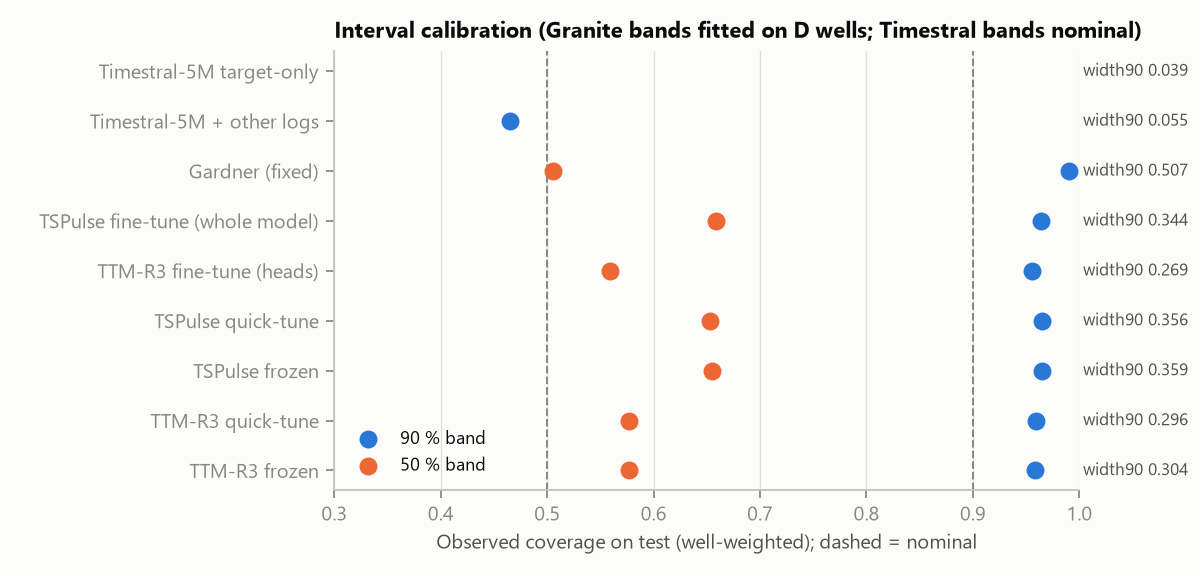 Interval calibration (Granite bands fitted on D wells; Timestral bands nominal)
Timestral-5M target-only
width90 0.039
Timestral-5M + other logs
width90 0.055
Gardner (fixed)
width90 0.507
TSPulse fine-tune (whole model)
width90 0.344
TTM-R3 fine-tune (heads)
width90 0.269
TSPulse quick-tune
width90 0.356
TSPulse frozen
width90 0.359
TTM-R3 quick-tune
width90 0.296
TTM-R3 frozen
width90 0.304
90 % band
50 % band
0.3 0.4 0.5 0.6 0.7 0.8 0.9 1.0
Observed coverage on test (well-weighted); dashed = nominal